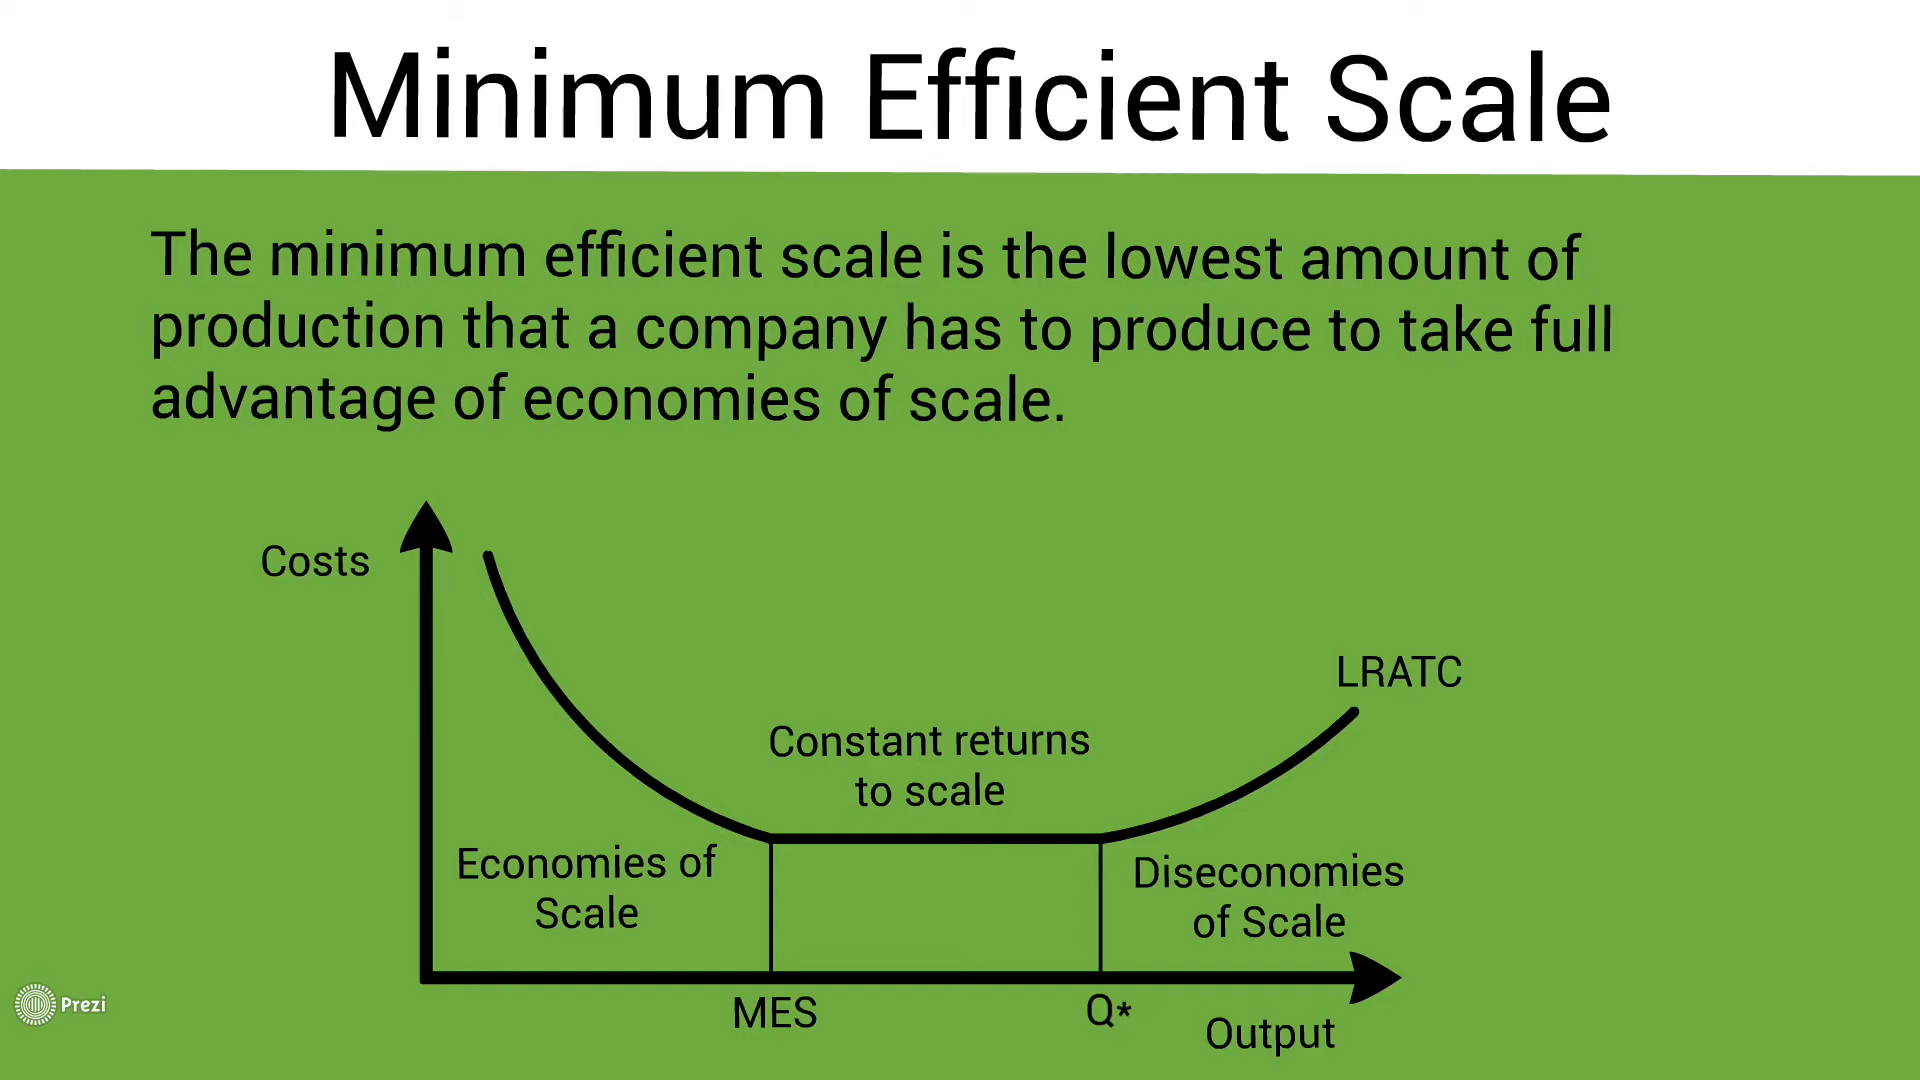 Minimum Efficient Scale
The minimum efficient scale is the lowest amount of
production that a company has to produce to take full
advantage of economies of scale.
Costs
LRATC
Constant returns
to scale
Economies of
Scale
Diseconomies
of Scale
MES
Q*
Output
Prezi